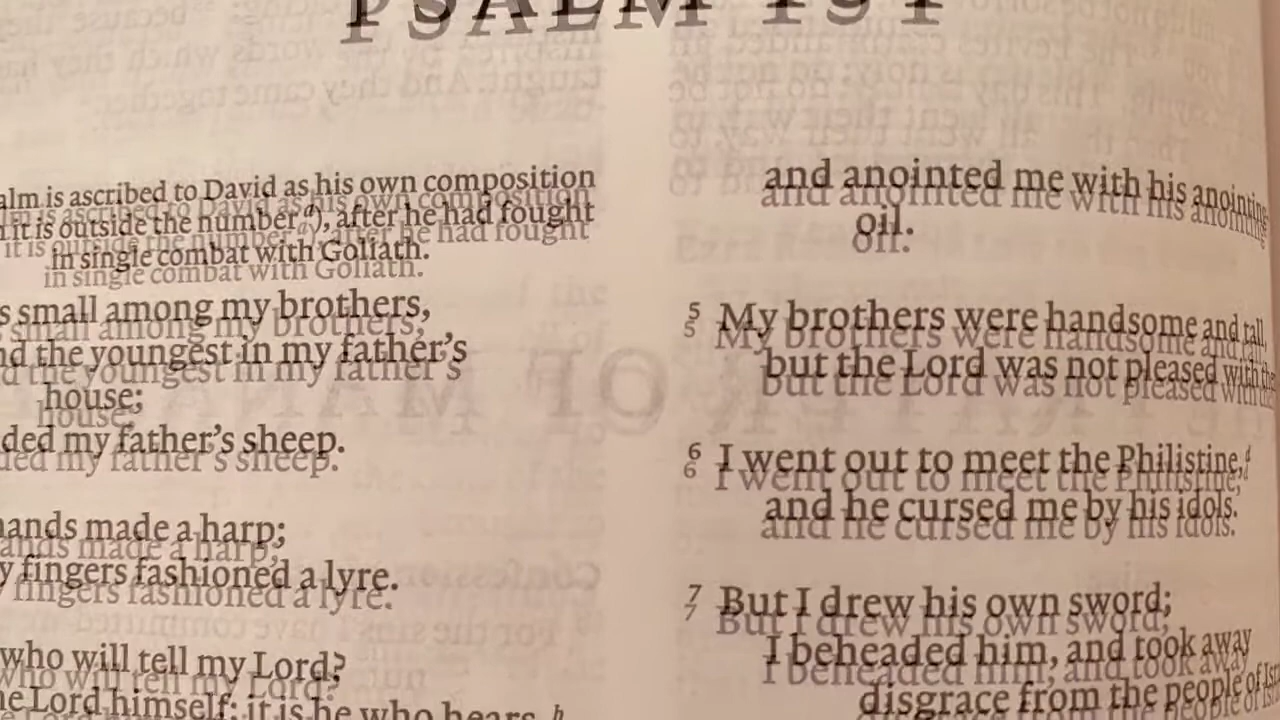 PSALM 151
alm is ascribed to David as his own composition
it is outside the number a), after he had fought
in single combat with Goliath.
s small among my brothers,
nd the youngest in my father's
house;
ded my father's sheep.
hands made a harp;
y fingers fashioned a lyre.
who will tell my Lord?
he Lord himself; it is he who hears. b
and anointed me with his anointing
oil.
5 My brothers were handsome and tall,
but the Lord was not pleased with the
6 I went out to meet the Philistine,
and he cursed me by his idols.
7 But I drew his own sword;
I beheaded him, and took away
disgrace from the people of